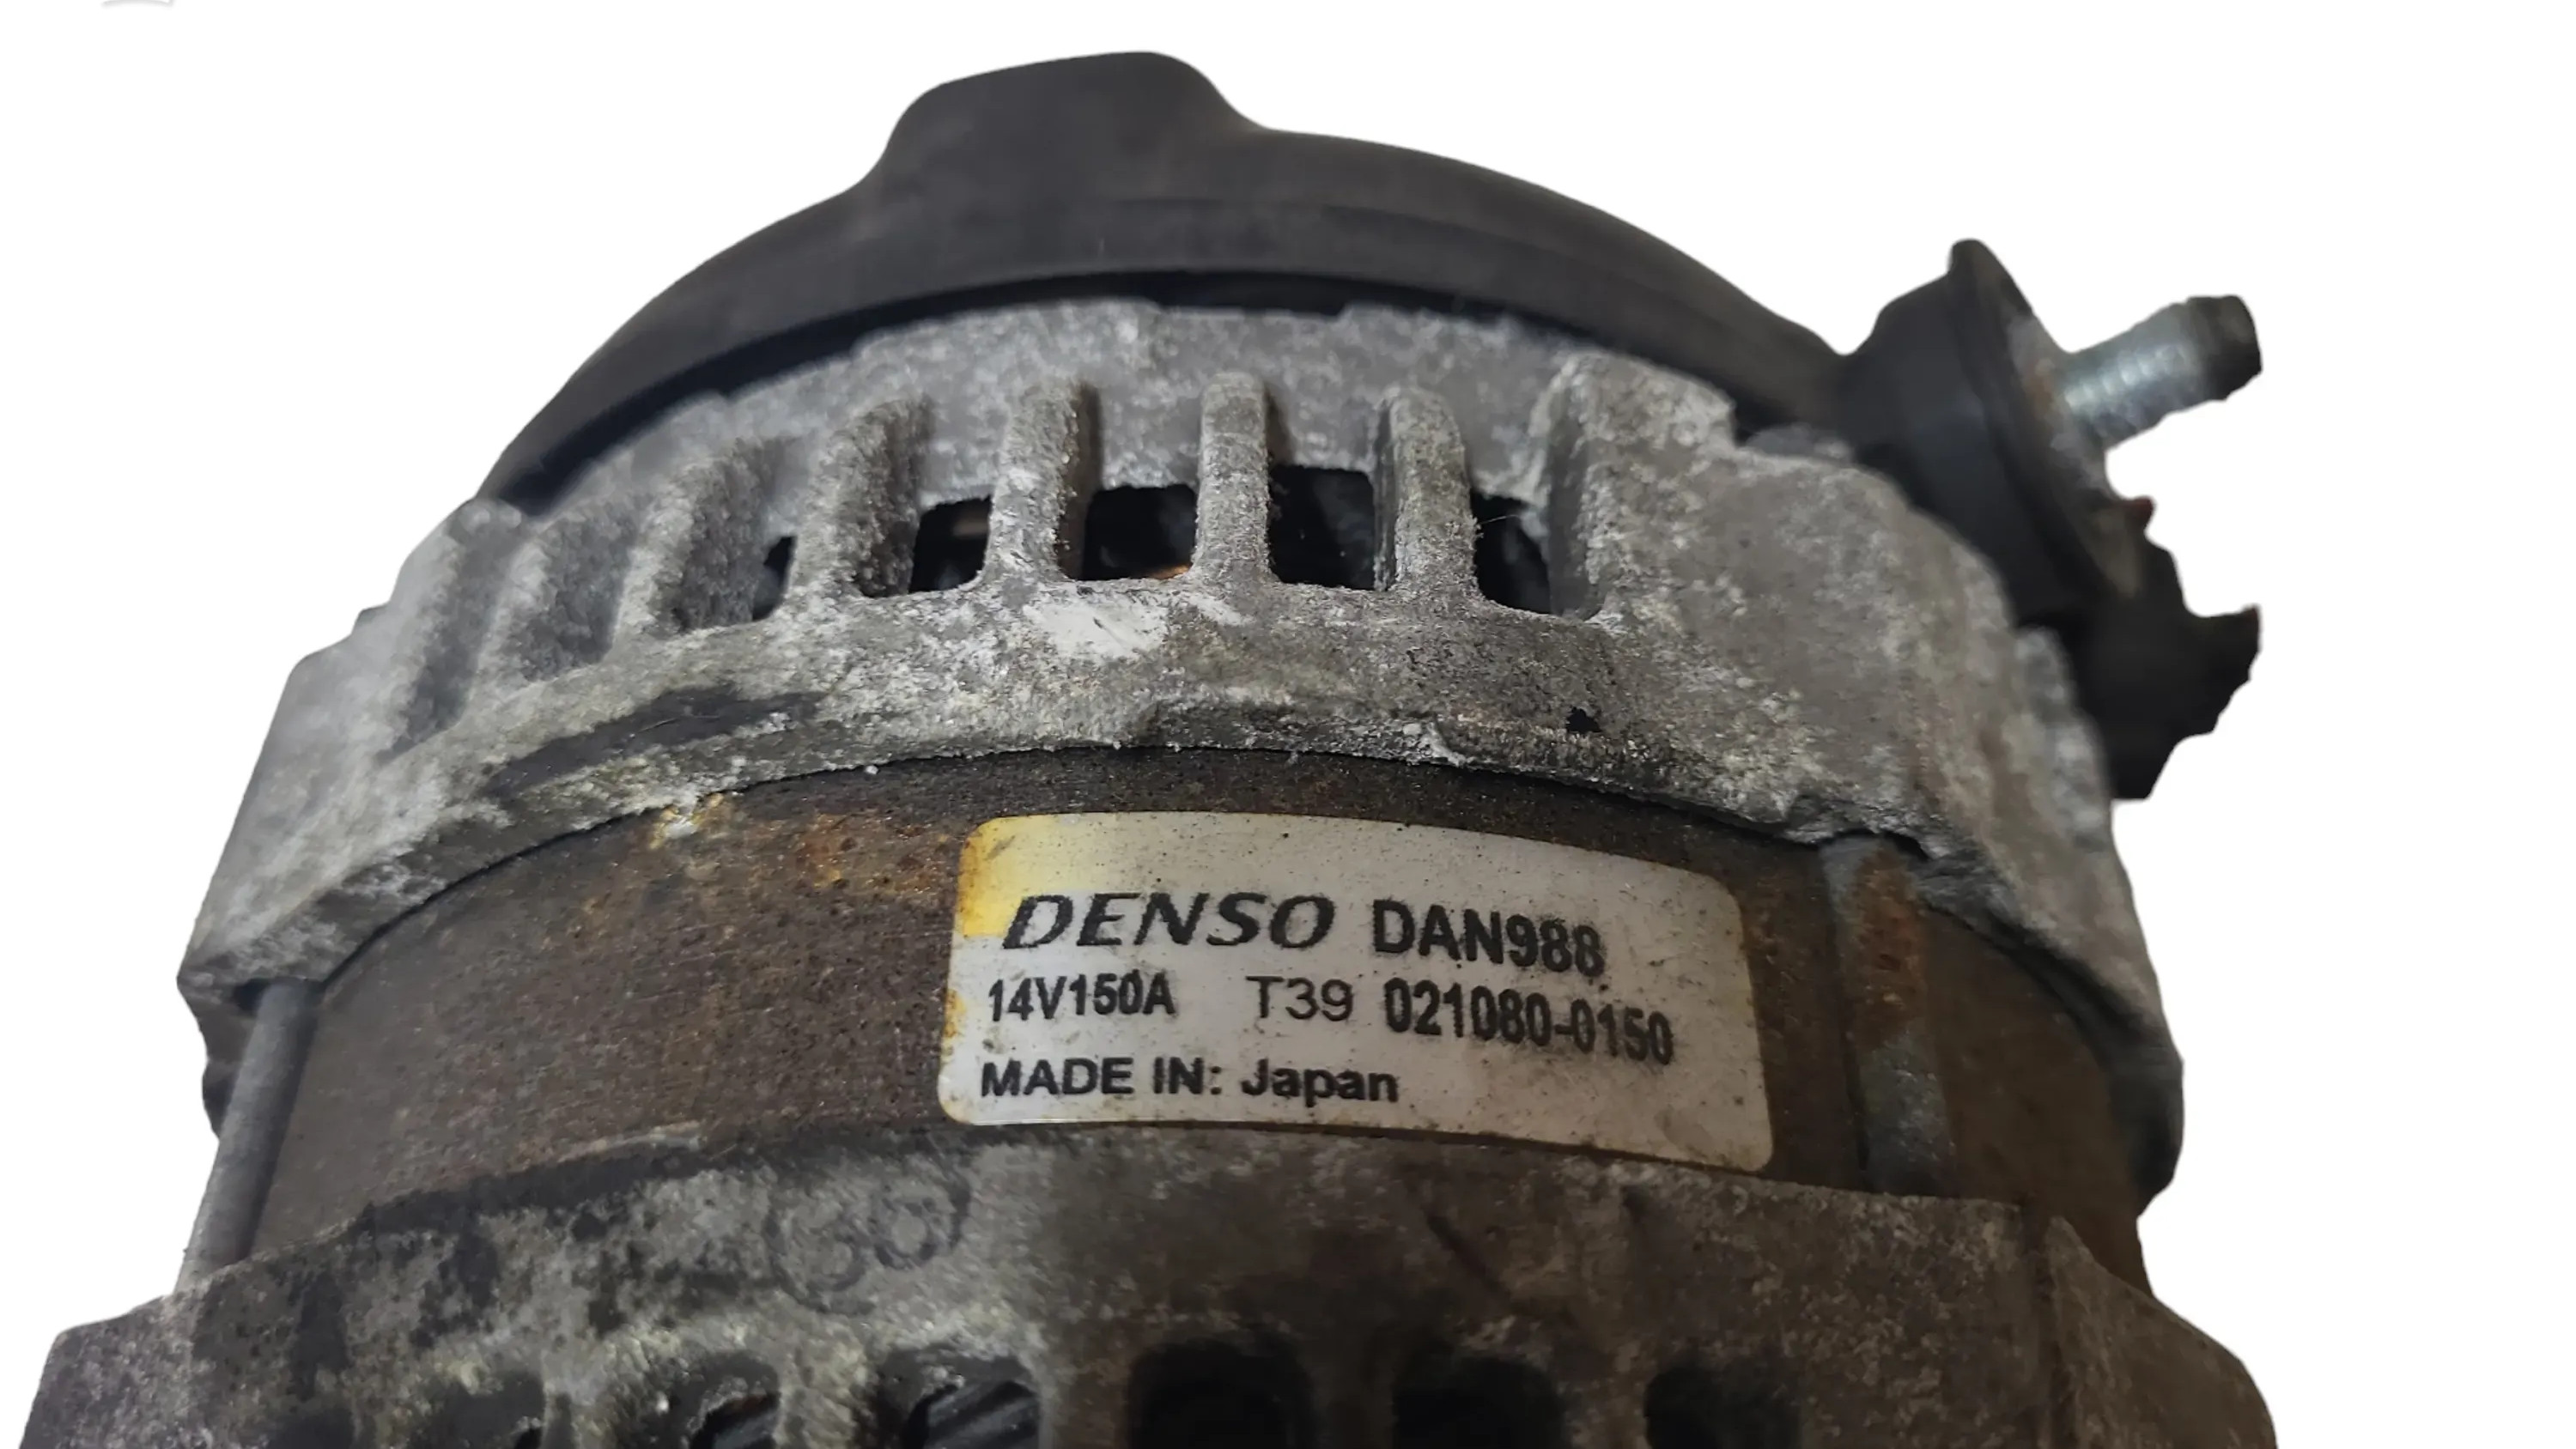 DENSO DAN988
14V150A T39 021080-0150
MADE IN: Japan